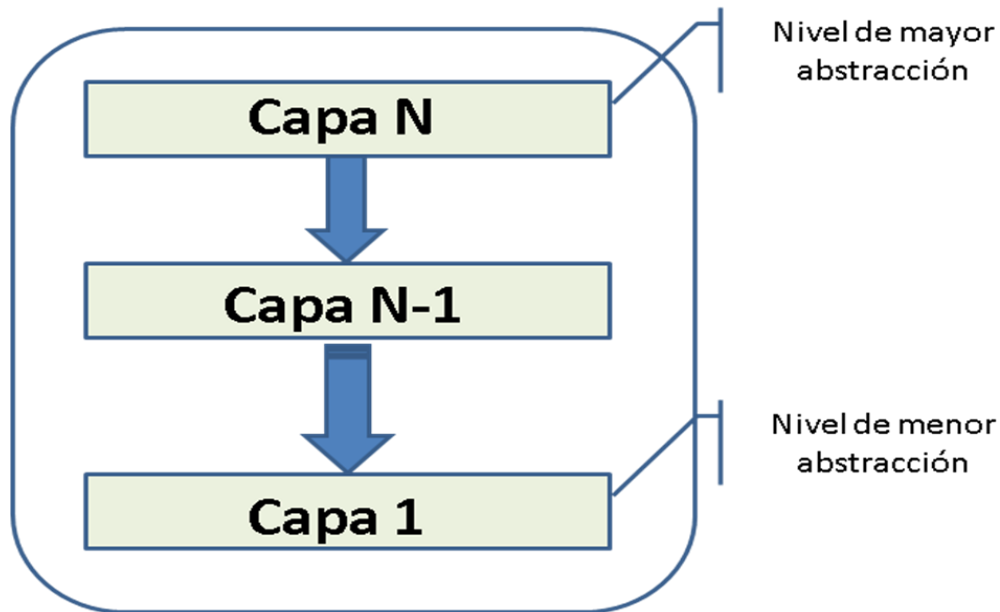 Nivel de mayor
abstracción
Capa N
Capa N-1
Nivel de menor
abstracción
Capa 1